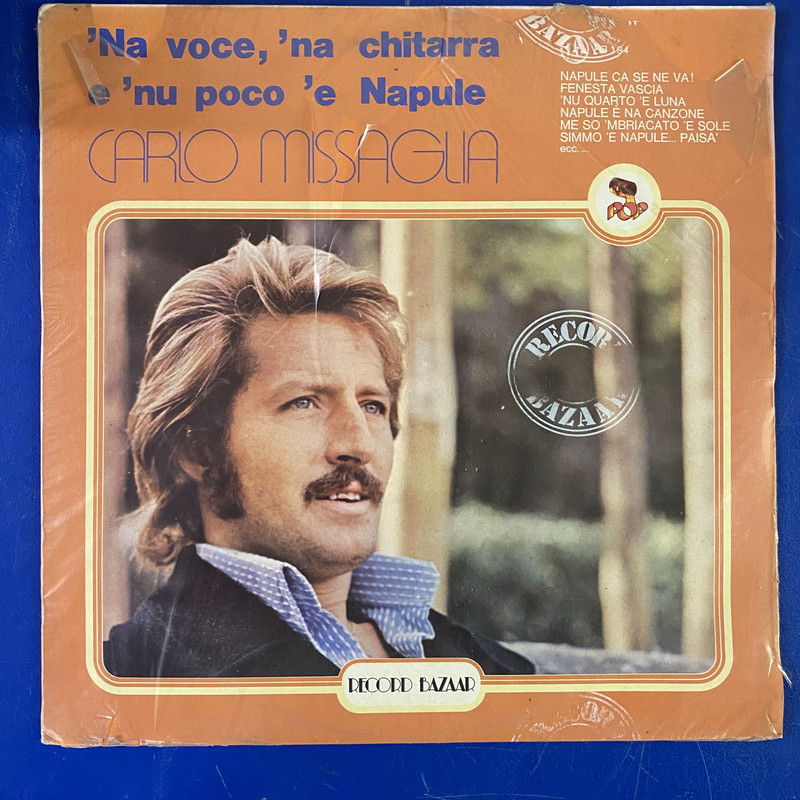 'Na voce, 'na chitarra
e 'nu poco 'e Napule
CARLO MISSAGLIA
BAZAAR
NAPULE CA SE NE VA!
FENESTA VASCIA
'NU QUARTO 'E LUNA
NAPULE È NA CANZONE
ME SO 'MBRIACATO 'E SOLE
SIMMO 'E NAPULE... PAISA'
ecc. ...
POP
RECORD
BAZAAR
RECORD BAZAAR